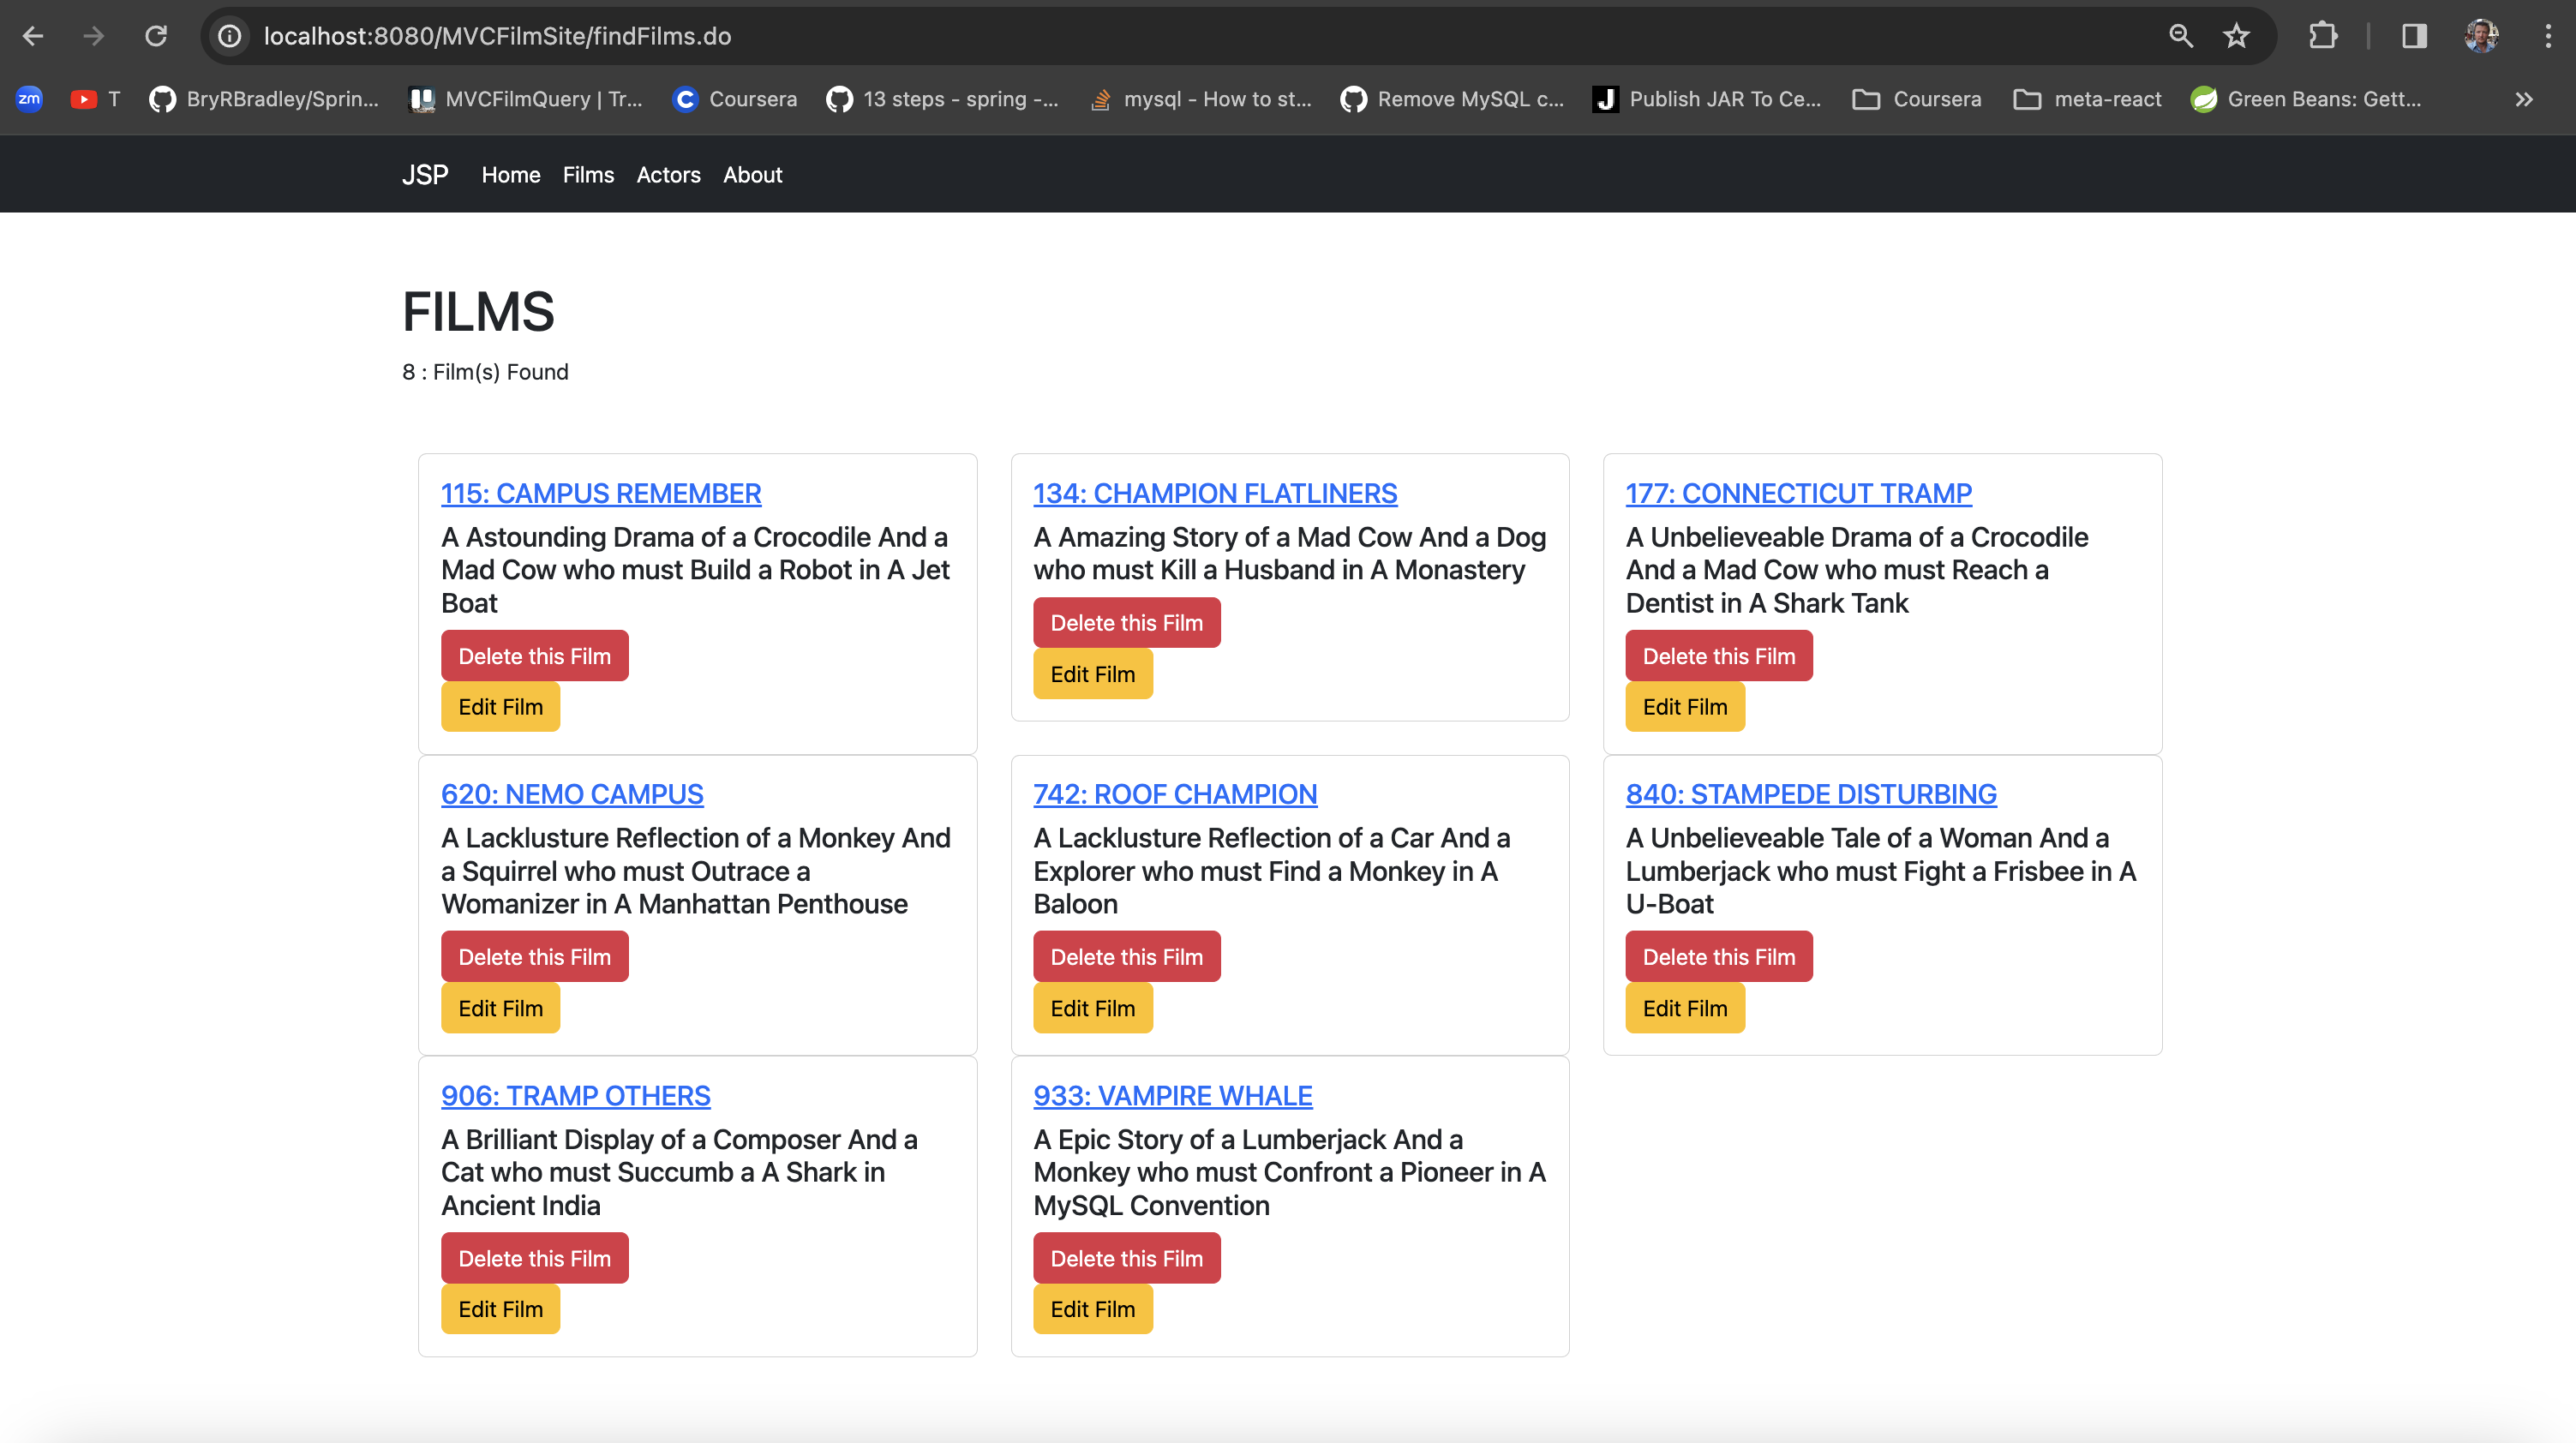 localhost:8080/MVCFilmSite/findFilms.do
zm
T
BryRBradley/Sprin...
MVCFilmQuery | Tr...
C
Coursera
13 steps - spring -...
mysql - How to st...
Remove MySQL c...
J
Publish JAR To Ce...
Coursera
meta-react
Green Beans: Gett...
JSP
Home
Films
Actors
About
FILMS
8 : Film(s) Found
115: CAMPUS REMEMBER
A Astounding Drama of a Crocodile And a
Mad Cow who must Build a Robot in A Jet
Boat
Delete this Film
Edit Film
134: CHAMPION FLATLINERS
A Amazing Story of a Mad Cow And a Dog
who must Kill a Husband in A Monastery
Delete this Film
Edit Film
177: CONNECTICUT TRAMP
A Unbelieveable Drama of a Crocodile
And a Mad Cow who must Reach a
Dentist in A Shark Tank
Delete this Film
Edit Film
620: NEMO CAMPUS
A Lacklusture Reflection of a Monkey And
a Squirrel who must Outrace a
Womanizer in A Manhattan Penthouse
Delete this Film
Edit Film
742: ROOF CHAMPION
A Lacklusture Reflection of a Car And a
Explorer who must Find a Monkey in A
Baloon
Delete this Film
Edit Film
840: STAMPEDE DISTURBING
A Unbelieveable Tale of a Woman And a
Lumberjack who must Fight a Frisbee in A
U-Boat
Delete this Film
Edit Film
906: TRAMP OTHERS
A Brilliant Display of a Composer And a
Cat who must Succumb a A Shark in
Ancient India
Delete this Film
Edit Film
933: VAMPIRE WHALE
A Epic Story of a Lumberjack And a
Monkey who must Confront a Pioneer in A
MySQL Convention
Delete this Film
Edit Film